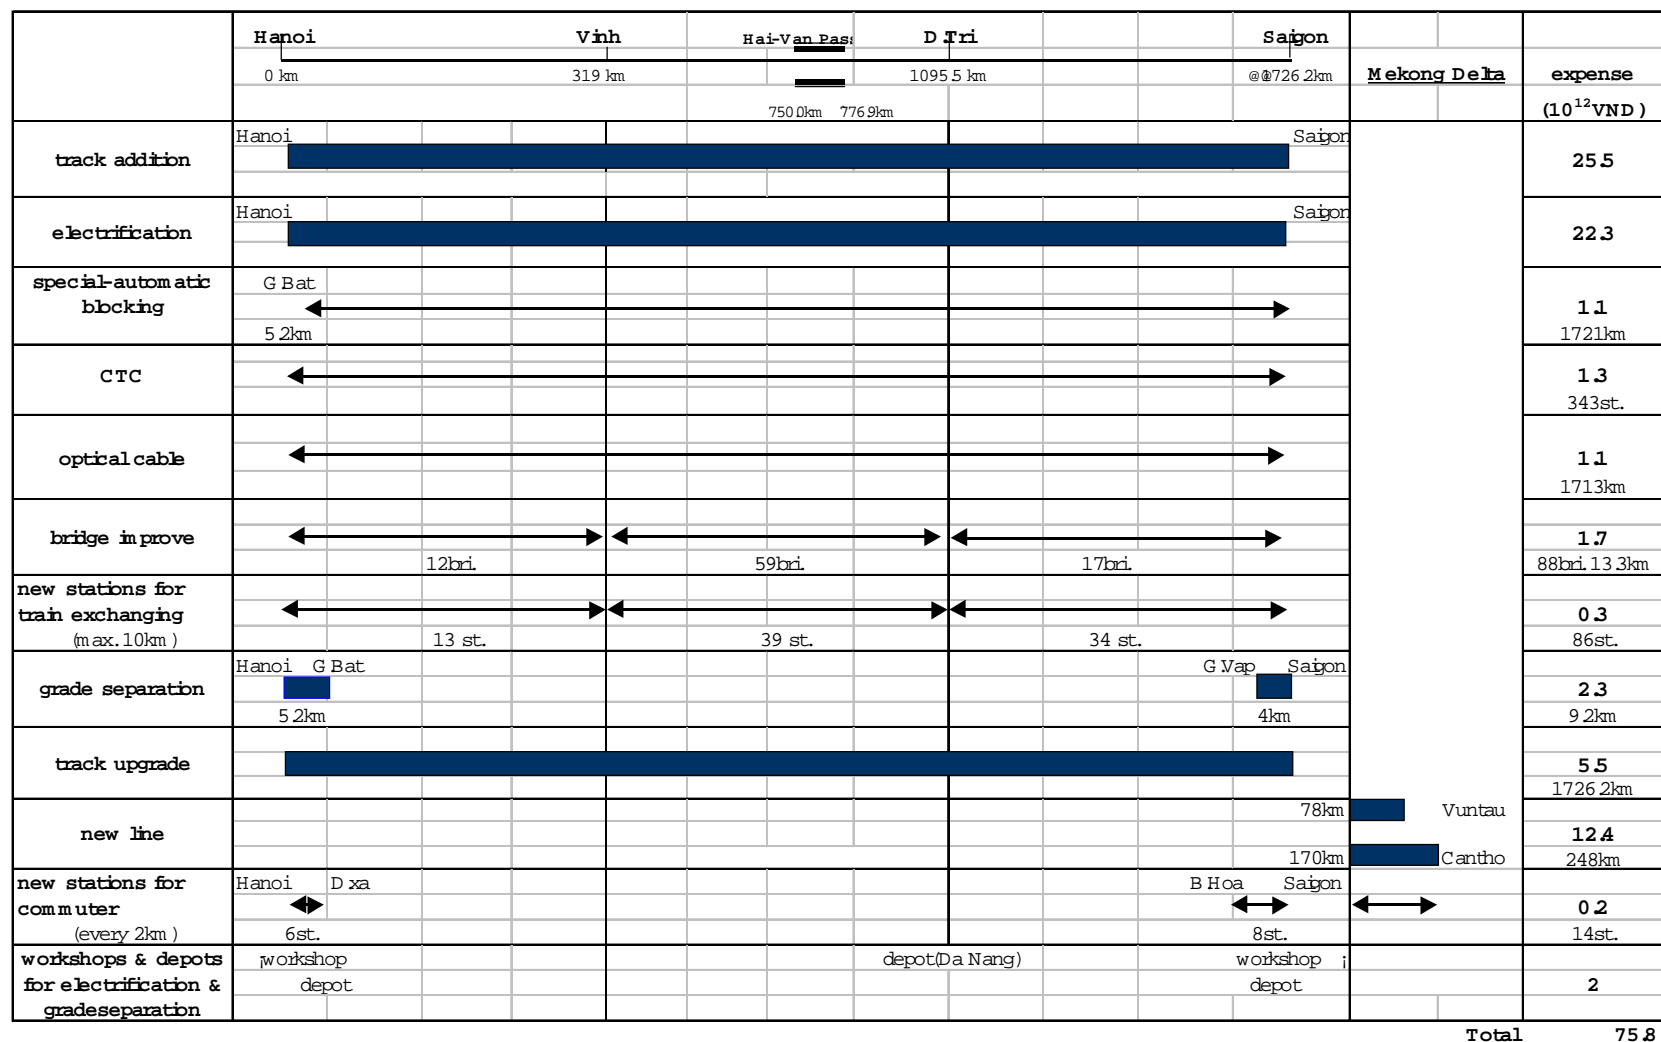 Hanoi Vinh Hai-Van Pass D.Tri Saigon
0 km 319 km 1095.5 km @@1726.2km Mekong Delta expense
750.0km 776.9km (10¹²VND)
Hanoi Saigon
track addition 25.5
Hanoi Saigon
electrification 22.3
special-automatic G.Bat
blocking 1.1
5.2km 1721km
CTC 1.3
343st.
optical cable 1.1
1713km
bridge improve 1.7
12bri. 59bri. 17bri. 88bri.13.3km
new stations for
train exchanging 0.3
(max.10km) 13 st. 39 st. 34 st. 86st.
Hanoi G.Bat G.Vap Saigon
grade separation 2.3
5.2km 4km 9.2km
track upgrade 5.5
1726.2km
78km Vuntau
new line 12.4
170km Cantho 248km
new stations for Hanoi D.xa B.Hoa Saigon
commuter 0.2
(every 2km) 6st. 8st. 14st.
workshops & depots ¡workshop depot(Da Nang) workshop ¡
for electrification & depot depot 2
gradeseparation
Total 75.8